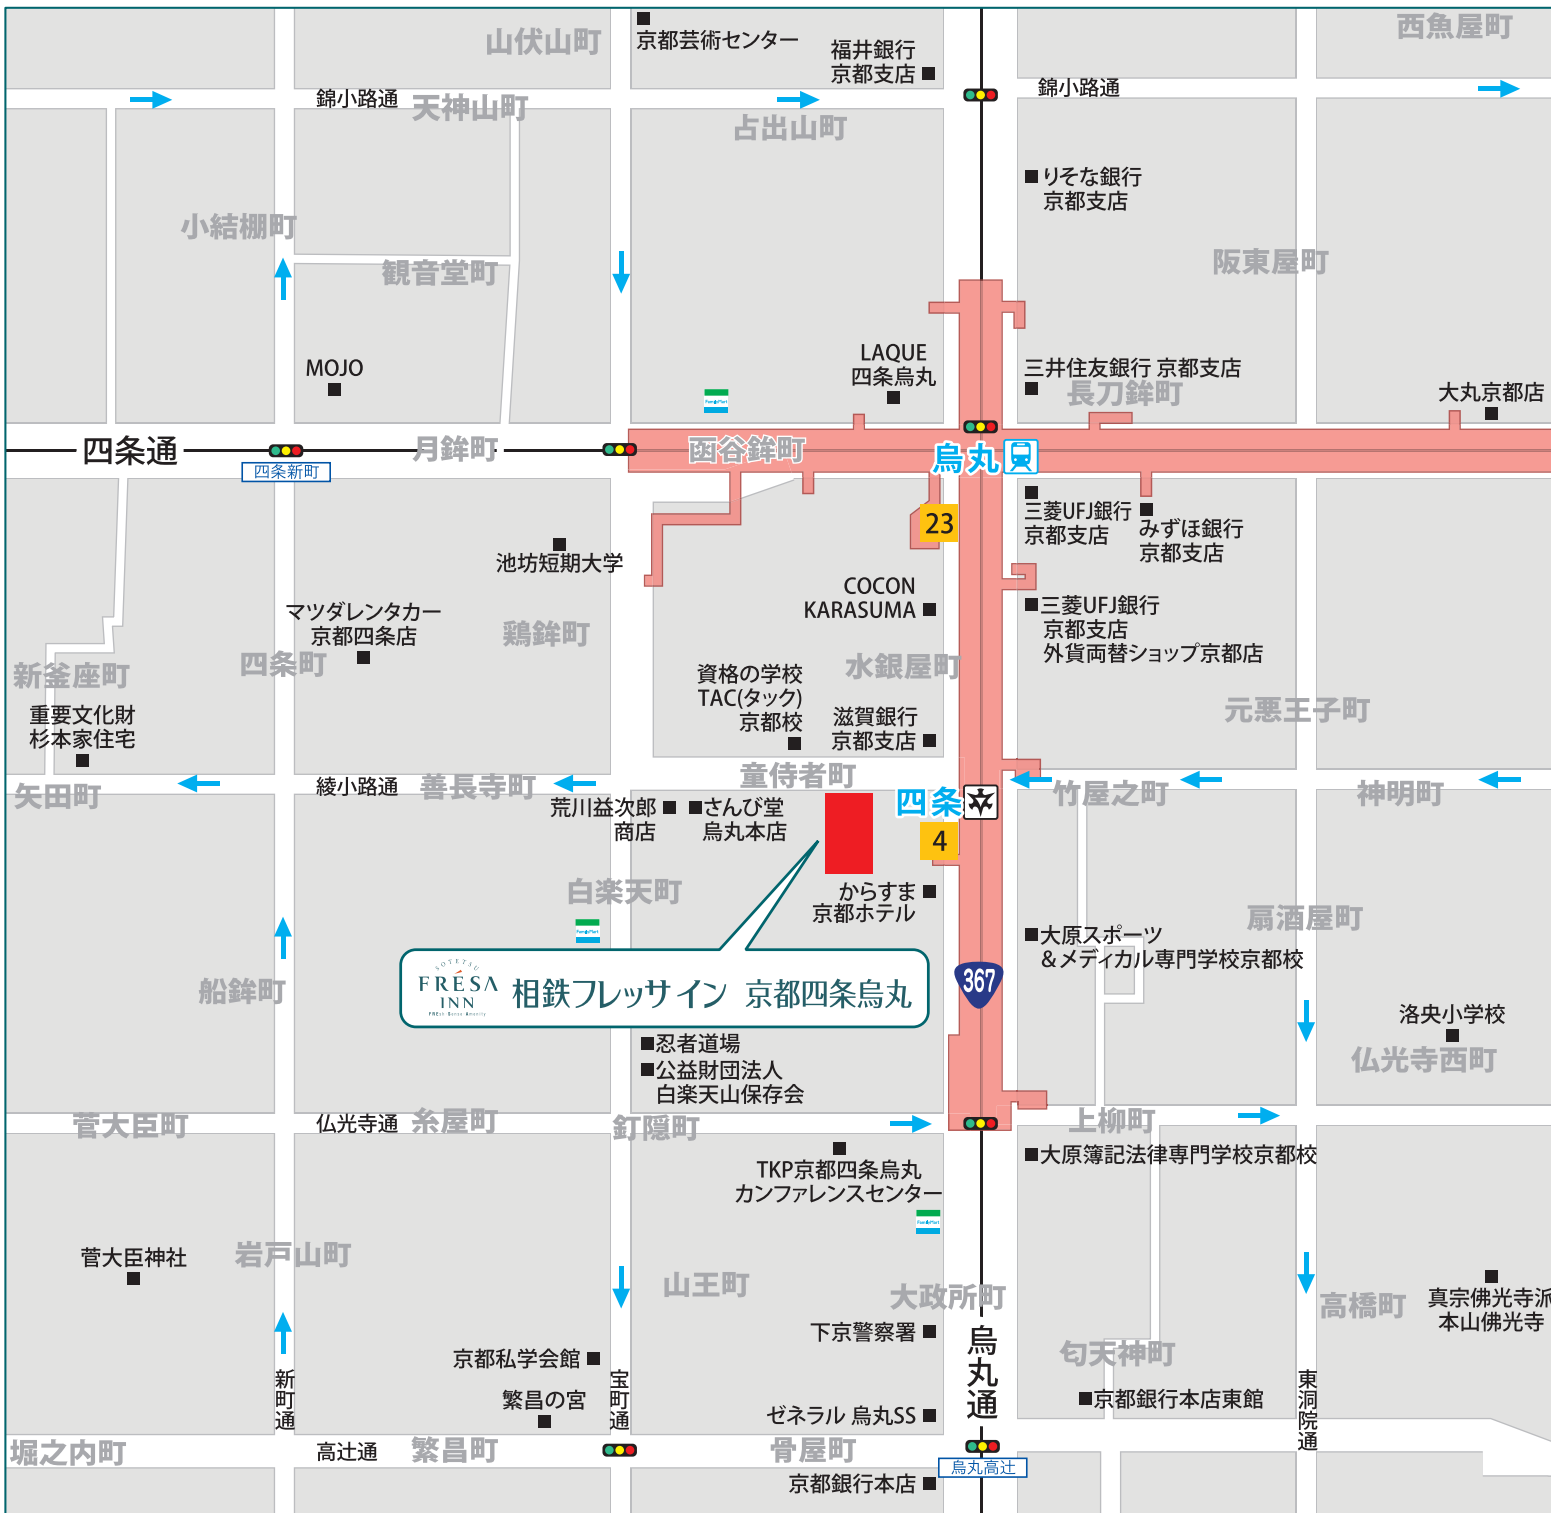 山伏山町
京都芸術センター
福井銀行
京都支店
西魚屋町
錦小路通
天神山町
占出山町
錦小路通
りそな銀行
京都支店
小結棚町
観音堂町
阪東屋町
MOJO
LAQUE
四条烏丸
三井住友銀行 京都支店
長刀鉾町
大丸京都店
FamilyMart
四条通
四条新町
月鉾町
函谷鉾町
烏丸
23
三菱UFJ銀行
京都支店
みずほ銀行
京都支店
池坊短期大学
COCON
KARASUMA
三菱UFJ銀行
京都支店
外貨両替ショップ京都店
マツダレンタカー
京都四条店
鶏鉾町
新釜座町
四条町
水銀屋町
資格の学校
TAC(タック)
京都校
滋賀銀行
京都支店
元悪王子町
重要文化財
杉本家住宅
矢田町
綾小路通
善長寺町
童侍者町
竹屋之町
神明町
荒川益次郎
商店
さんび堂
烏丸本店
四条
4
からすま
京都ホテル
白楽天町
FamilyMart
扇酒屋町
大原スポーツ
&メディカル専門学校京都校
船鉾町
SOTETSU
FRESA
INN
FREsh Sense Amenity
相鉄フレッサイン 京都四条烏丸
367
洛央小学校
仏光寺西町
忍者道場
公益財団法人
白楽天山保存会
菅大臣町
仏光寺通
糸屋町
釘隠町
上柳町
TKP京都四条烏丸
カンファレンスセンター
大原簿記法律専門学校京都校
FamilyMart
菅大臣神社
岩戸山町
山王町
大政所町
高橋町
真宗佛光寺派
本山佛光寺
下京警察署
烏丸通
匂天神町
京都私学会館
新町通
宝町通
東洞院通
繁昌の宮
ゼネラル 烏丸SS
京都銀行本店東館
堀之内町
高辻通
繁昌町
骨屋町
烏丸高辻
京都銀行本店